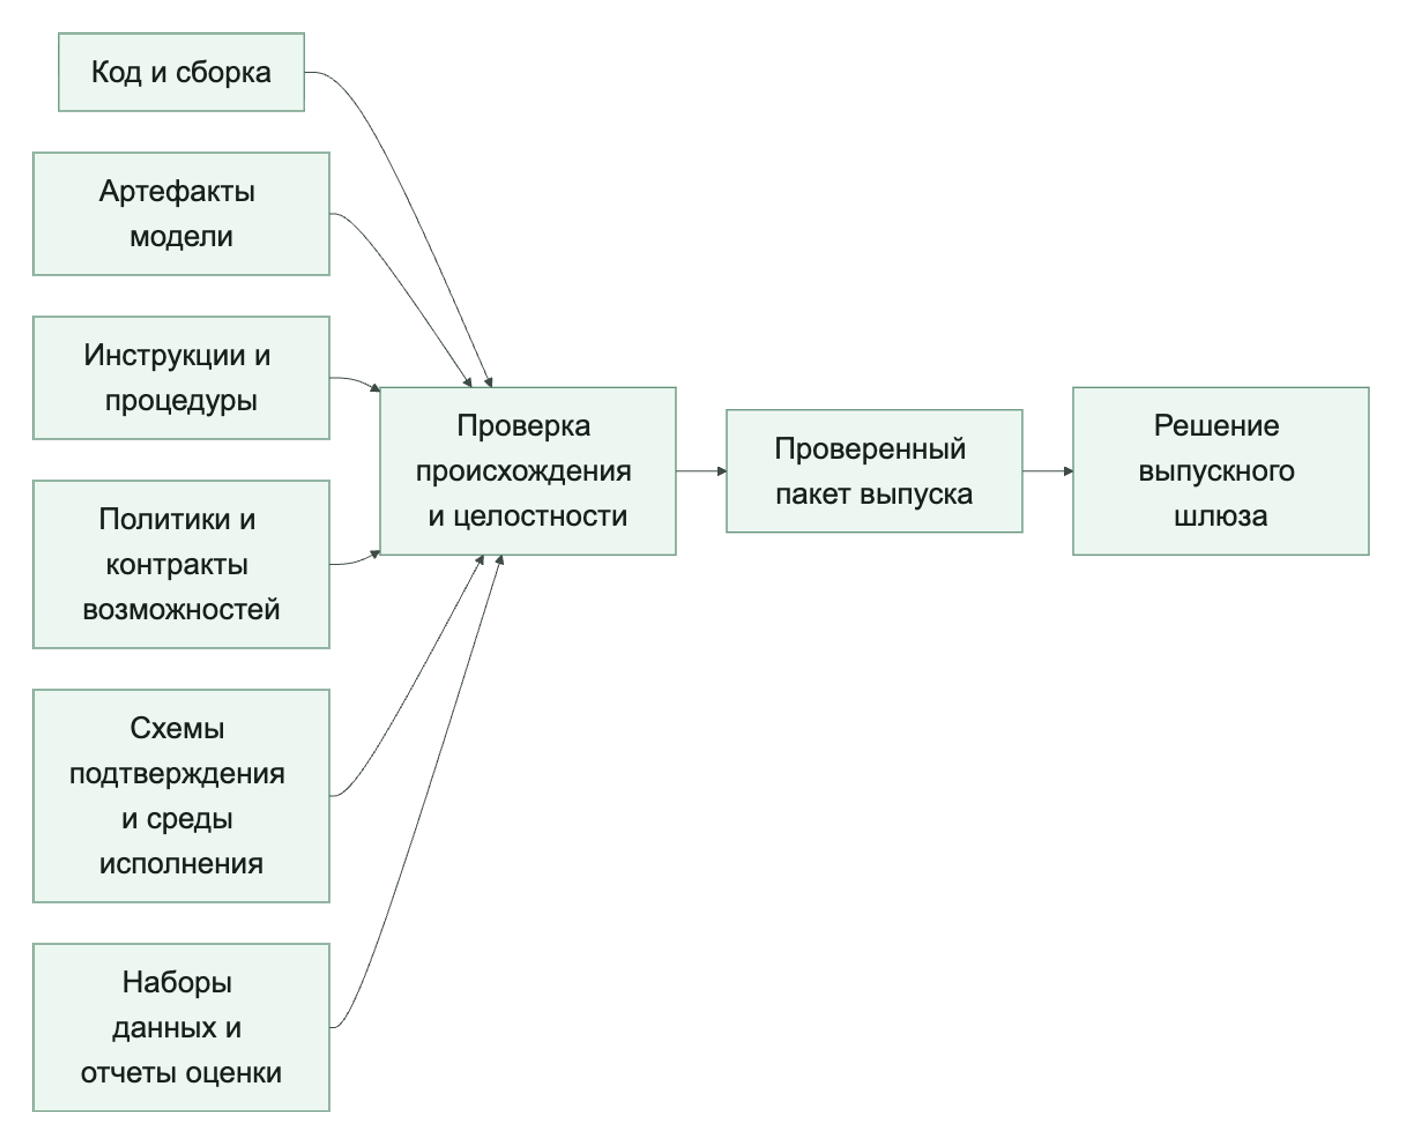 Код и сборка
Артефакты
модели
Инструкции и
процедуры
Политики и
контракты
возможностей
Схемы
подтверждения
и среды
исполнения
Наборы
данных и
отчеты оценки
Проверка
происхождения
и целостности
Проверенный
пакет выпуска
Решение
выпускного
шлюза